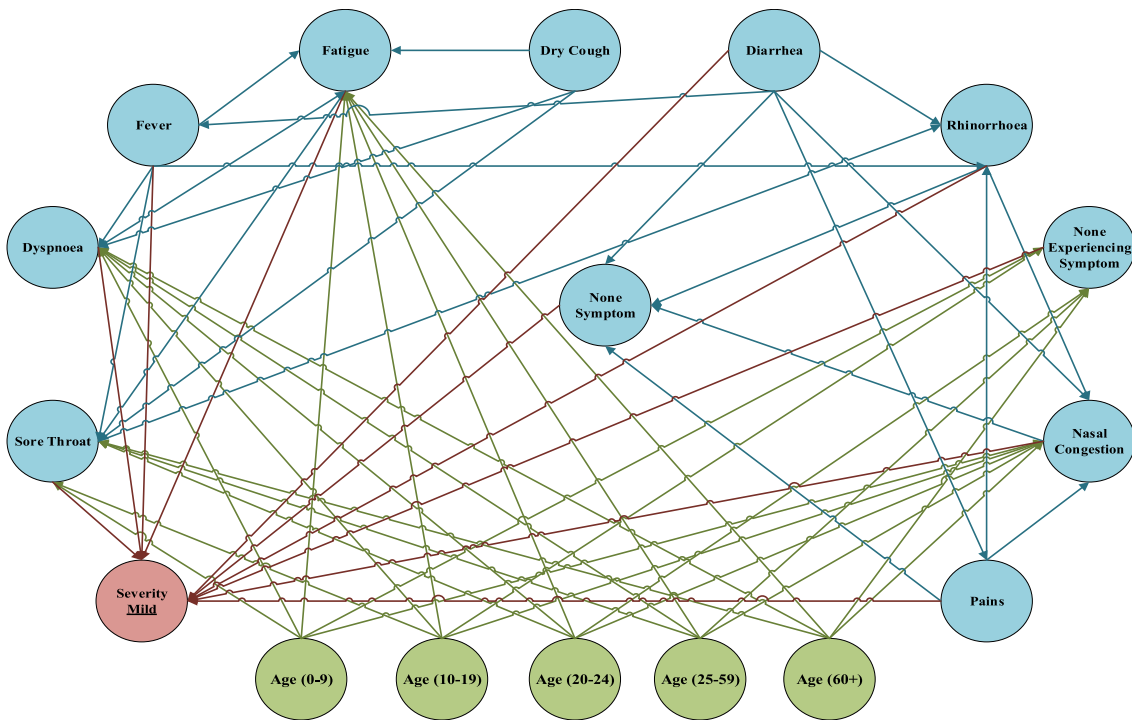 Fatigue
Dry Cough
Diarrhea
Fever
Rhinorrhoea
Dyspnoea
None
Experiencing
Symptom
None
Symptom
Sore Throat
Nasal
Congestion
Severity
Mild
Pains
Age (0-9)
Age (10-19)
Age (20-24)
Age (25-59)
Age (60+)